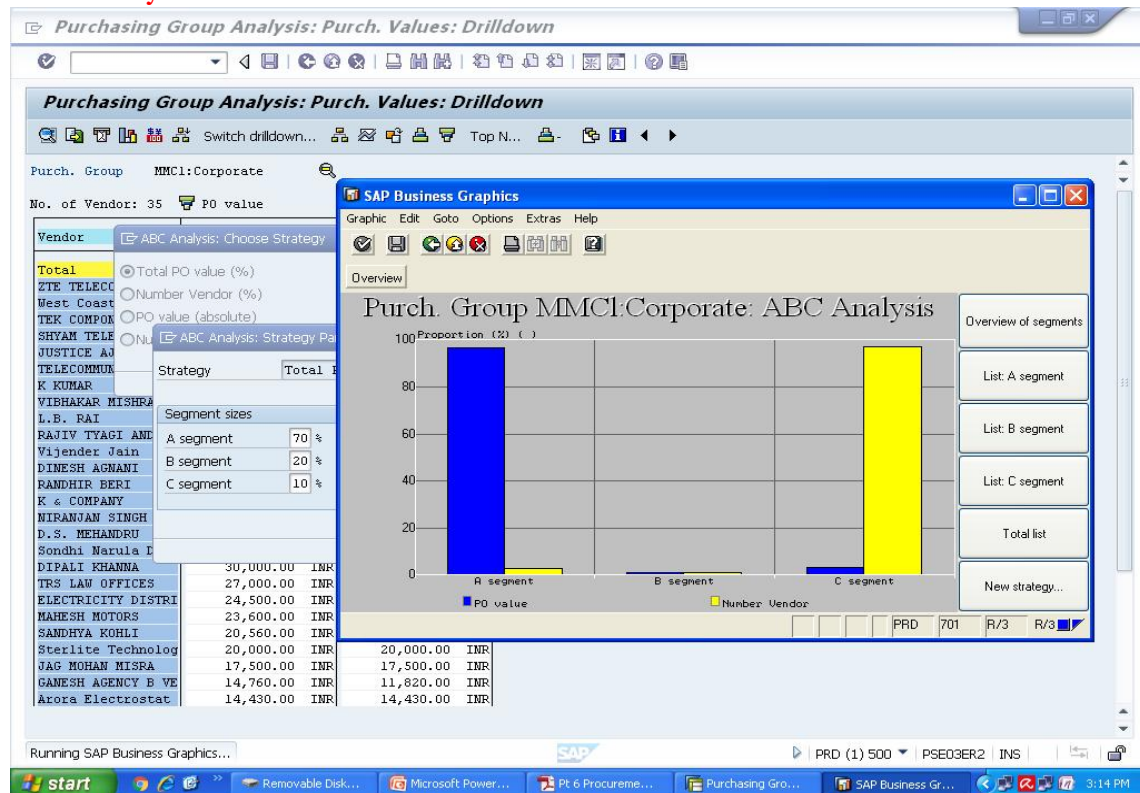 Purchasing Group Analysis: Purch. Values: Drilldown
Purchasing Group Analysis: Purch. Values: Drilldown
Switch drilldown... Top N...
Purch. Group MMCl:Corporate
No. of Vendor: 35 PO value
Vendor
Total
ZTE TELECO
West Coast
TEK COMPON
SHYAM TELE
JUSTICE AJ
TELECOMMUN
K KUMAR
VIBHAKAR MISHRA
L.B. RAI
RAJIV TYAGI AND
Vijender Jain
DINESH AGNANI
RANDHIR BERI
K & COMPANY
NIRANJAN SINGH
D.S. MEHANDRU
Sondhi Narula
DIPALI KHANNA 30,000.00 INR
TRS LAW OFFICES 27,000.00 INR
ELECTRICITY DISTRI 24,500.00 INR
MAHESH MOTORS 23,600.00 INR
SANDHYA KOHLI 20,560.00 INR
Sterlite Technolog 20,000.00 INR 20,000.00 INR
JAG MOHAN MISRA 17,500.00 INR 17,500.00 INR
GANESH AGENCY B VE 14,760.00 INR 11,820.00 INR
Arora Electrostat 14,430.00 INR 14,430.00 INR
ABC Analysis: Choose Strategy
Total PO value (%)
Number Vendor (%)
PO value (absolute)
Nu
ABC Analysis: Strategy Pa
Strategy Total
Segment sizes
A segment 70 %
B segment 20 %
C segment 10 %
SAP Business Graphics
Graphic Edit Goto Options Extras Help
Overview
Purch. Group MMCl:Corporate: ABC Analysis
Proportion (%) ( )
100
80
60
40
20
0
A segment B segment C segment
PO value Number Vendor
Overview of segments
List: A segment
List: B segment
List: C segment
Total list
New strategy...
PRD 701 R/3 R/3
Running SAP Business Graphics...
SAP
PRD (1) 500 PSE03ER2 INS
start Removable Disk... Microsoft Power... Pt 6 Procureme... Purchasing Gro... SAP Business Gr... 3:14 PM